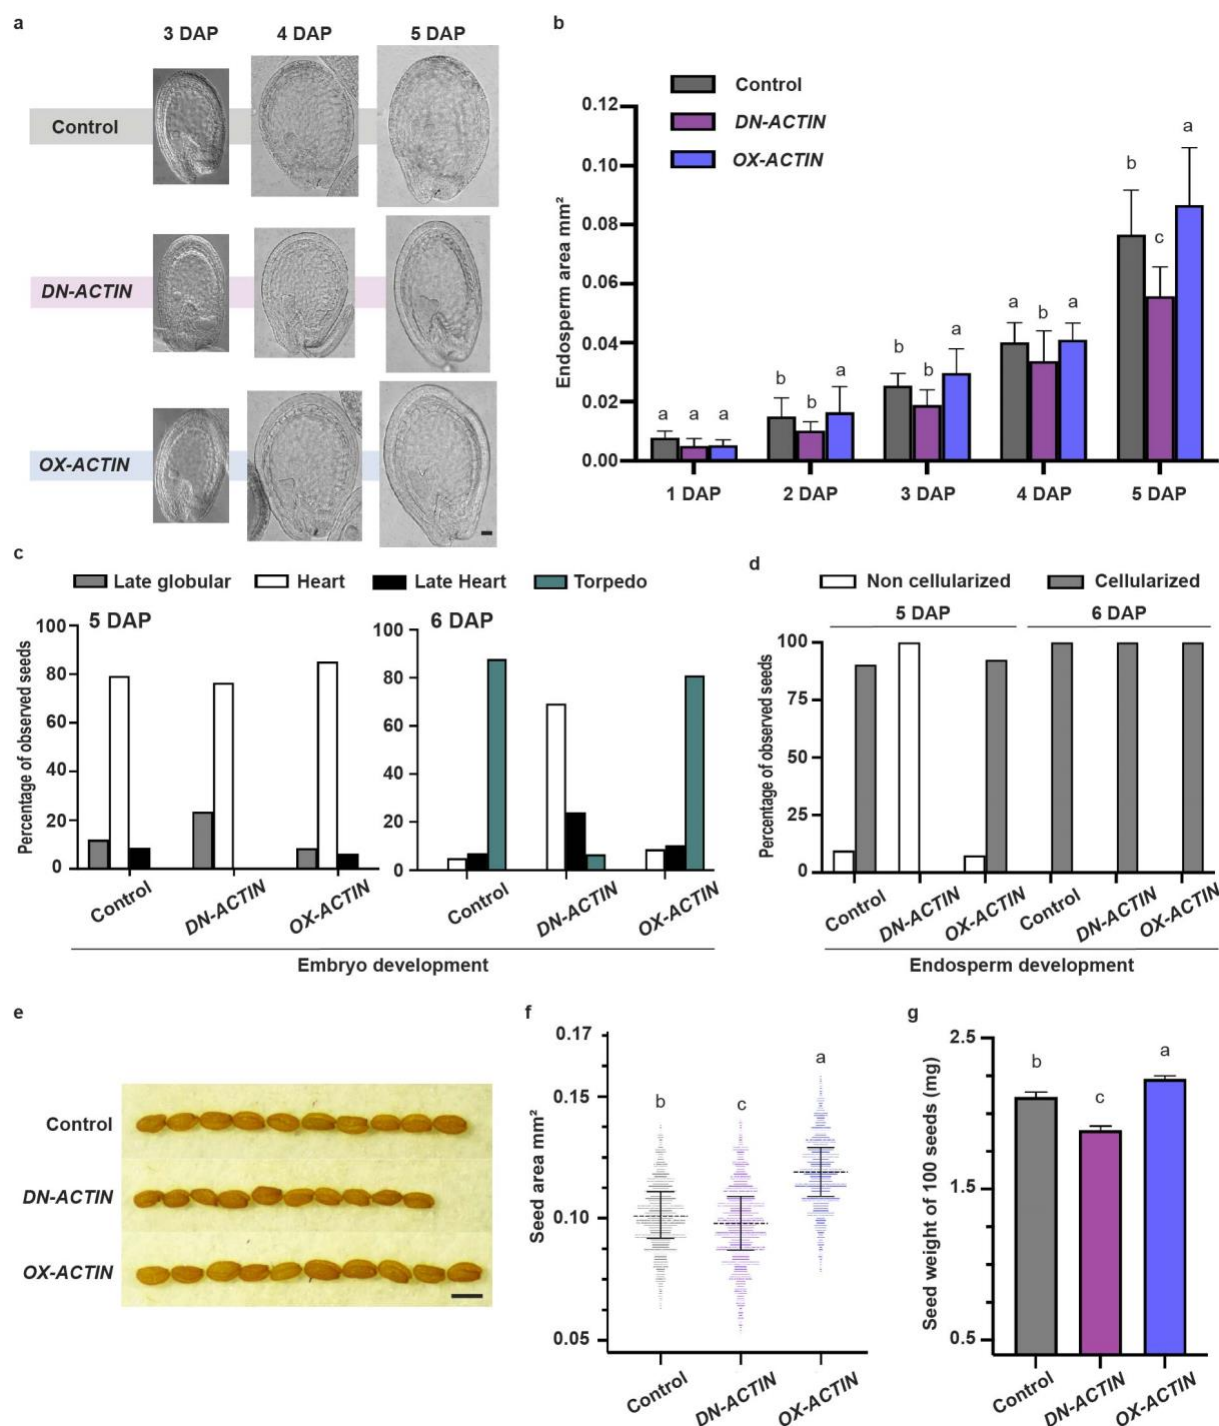 a
3 DAP 4 DAP 5 DAP
Control
DN-ACTIN
OX-ACTIN
b
Control
DN-ACTIN
OX-ACTIN
Endosperm area mm²
0.12
0.10
0.08
0.06
0.04
0.02
0.00
a a a
b b a
b b a
a b a
b c a
1 DAP 2 DAP 3 DAP 4 DAP 5 DAP
c
Late globular Heart Late Heart Torpedo
5 DAP
6 DAP
Percentage of observed seeds
100
80
60
40
20
0
100
80
60
40
20
0
Control DN-ACTIN OX-ACTIN
Control DN-ACTIN OX-ACTIN
Embryo development
d
Non cellularized Cellularized
5 DAP 6 DAP
Percentage of observed seeds
100
75
50
25
0
Control DN-ACTIN OX-ACTIN Control DN-ACTIN OX-ACTIN
Endosperm development
e
Control
DN-ACTIN
OX-ACTIN
f
Seed area mm²
0.17
0.15
0.10
0.05
b c a
Control DN-ACTIN OX-ACTIN
g
Seed weight of 100 seeds (mg)
2.5
1.5
0.5
b c a
Control DN-ACTIN OX-ACTIN